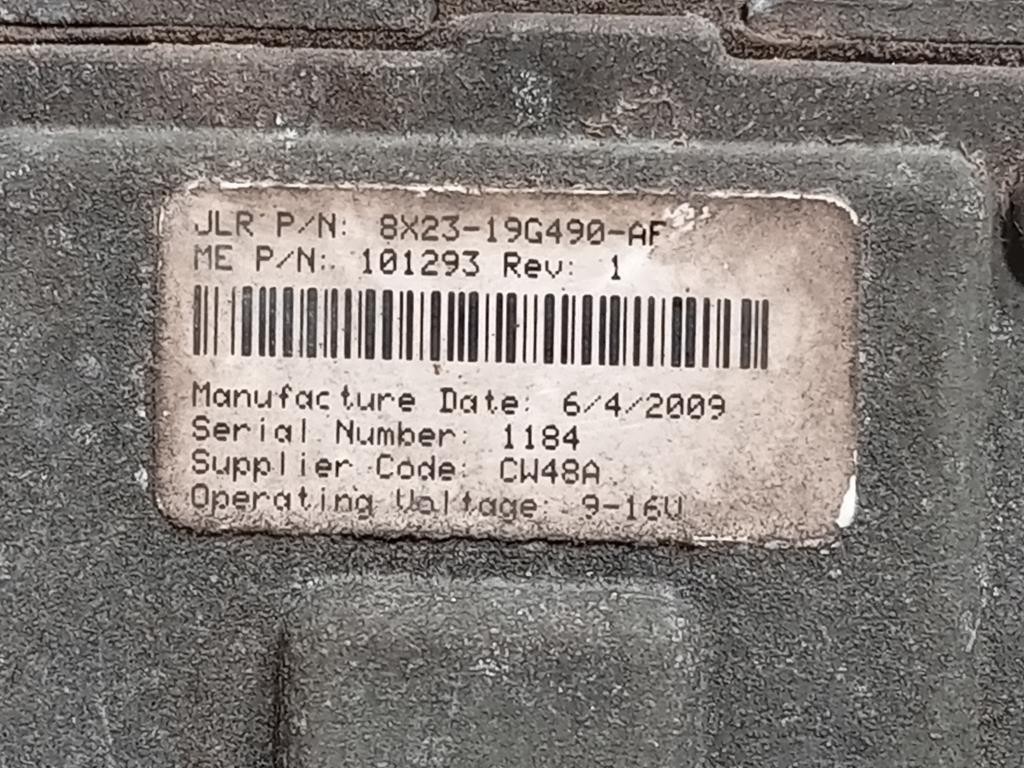 JLR P/N: 8X23-19G490-AF
ME P/N: 101293 Rev: 1
Manufacture Date: 6/4/2009
Serial Number: 1184
Supplier Code: CW48A
Operating Voltage: 9-16V